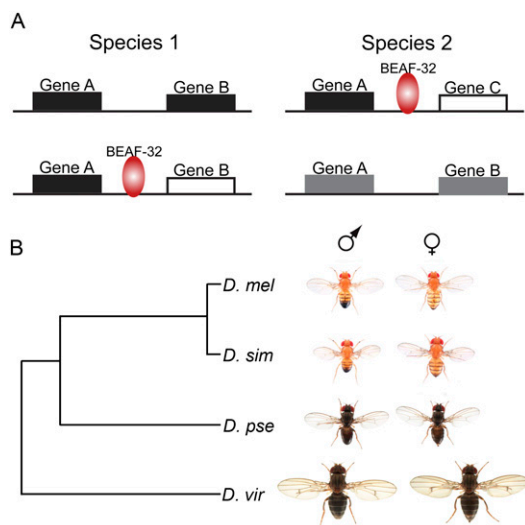 A
Species 1
Species 2
Gene A
Gene B
Gene A
BEAF-32
Gene C
Gene A
BEAF-32
Gene B
Gene A
Gene B
B
♂ ♀
D. mel
D. sim
D. pse
D. vir